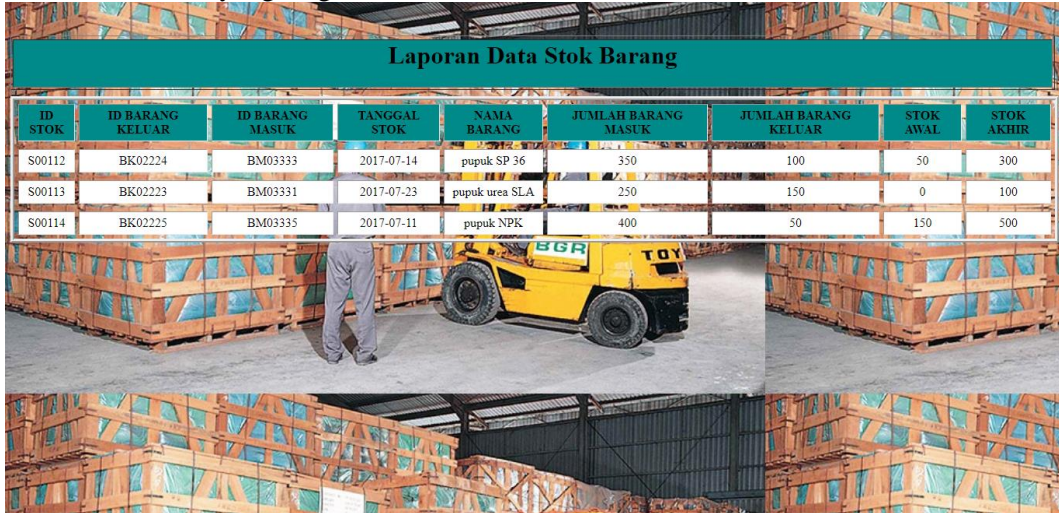 Laporan Data Stok Barang
ID STOK ID BARANG KELUAR ID BARANG MASUK TANGGAL STOK NAMA BARANG JUMLAH BARANG MASUK JUMLAH BARANG KELUAR STOK AWAL STOK AKHIR
S00112 BK02224 BM03333 2017-07-14 pupuk SP 36 350 100 50 300
S00113 BK02223 BM03331 2017-07-23 pupuk urea SLA 250 150 0 100
S00114 BK02225 BM03335 2017-07-11 pupuk NPK 400 50 150 500
BGR TOY